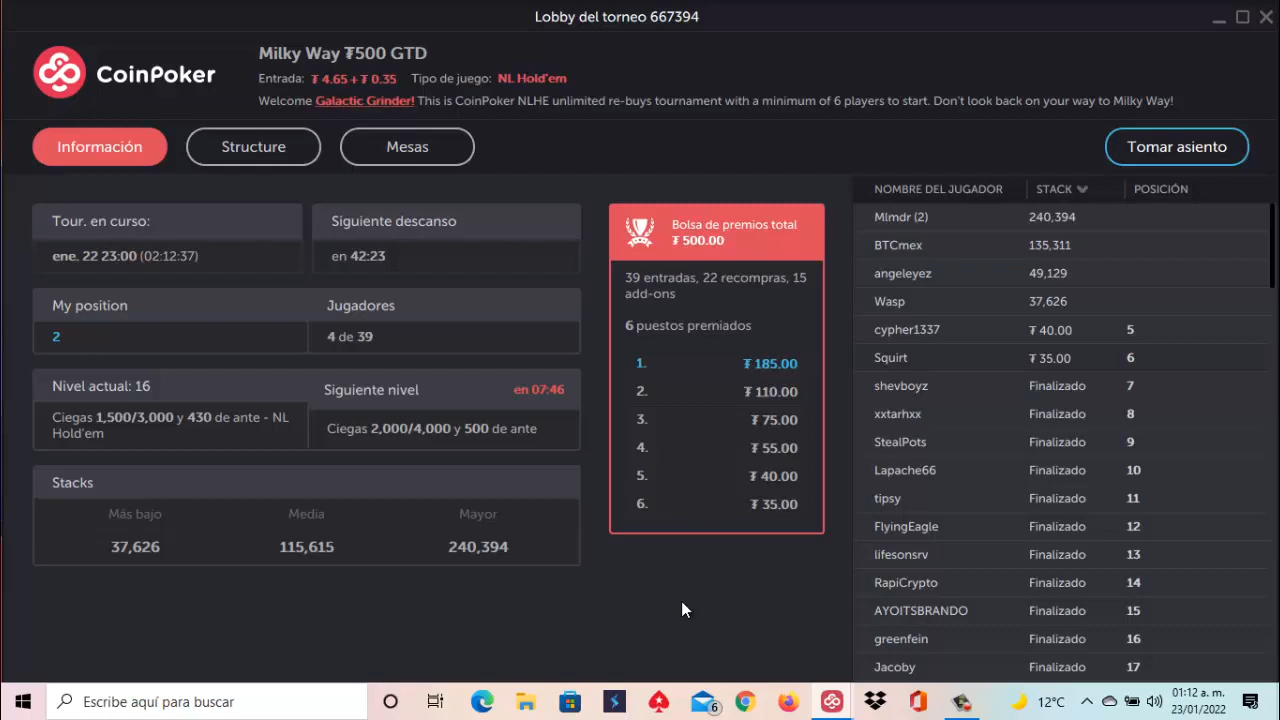 Lobby del torneo 667394
CoinPoker
Milky Way ₮500 GTD
Entrada: ₮ 4.65 + ₮ 0.35 Tipo de juego: NL Hold'em
Welcome Galactic Grinder! This is CoinPoker NLHE unlimited re-buys tournament with a minimum of 6 players to start. Don't look back on your way to Milky Way!
Información
Structure
Mesas
Tomar asiento
Tour. en curso:
ene. 22 23:00 (02:12:37)
Siguiente descanso
en 42:23
My position
2
Jugadores
4 de 39
Nivel actual: 16
Ciegas 1,500/3,000 y 430 de ante - NL
Hold'em
Siguiente nivel en 07:46
Ciegas 2,000/4,000 y 500 de ante
Stacks
Más bajo Media Mayor
37,626 115,615 240,394
Bolsa de premios total
₮ 500.00
39 entradas, 22 recompras, 15
add-ons
6 puestos premiados
1. ₮ 185.00
2. ₮ 110.00
3. ₮ 75.00
4. ₮ 55.00
5. ₮ 40.00
6. ₮ 35.00
NOMBRE DEL JUGADOR STACK POSICIÓN
Mlmdr (2) 240,394
BTCmex 135,311
angeleyez 49,129
Wasp 37,626
cypher1337 ₮ 40.00 5
Squirt ₮ 35.00 6
shevboyz Finalizado 7
xxtarhxx Finalizado 8
StealPots Finalizado 9
Lapache66 Finalizado 10
tipsy Finalizado 11
FlyingEagle Finalizado 12
lifesonsrv Finalizado 13
RapiCrypto Finalizado 14
AYOITSBRANDO Finalizado 15
greenfein Finalizado 16
Jacoby Finalizado 17
Escribe aquí para buscar
6
12°C
01:12 a. m.
23/01/2022